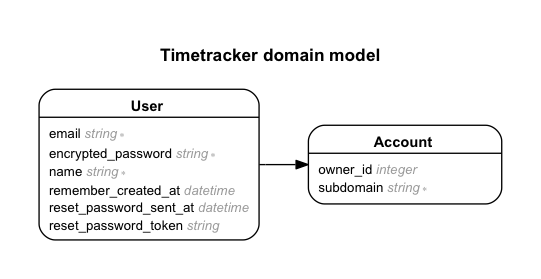 Timetracker domain model
User
email string *
encrypted_password string *
name string *
remember_created_at datetime
reset_password_sent_at datetime
reset_password_token string
Account
owner_id integer
subdomain string *